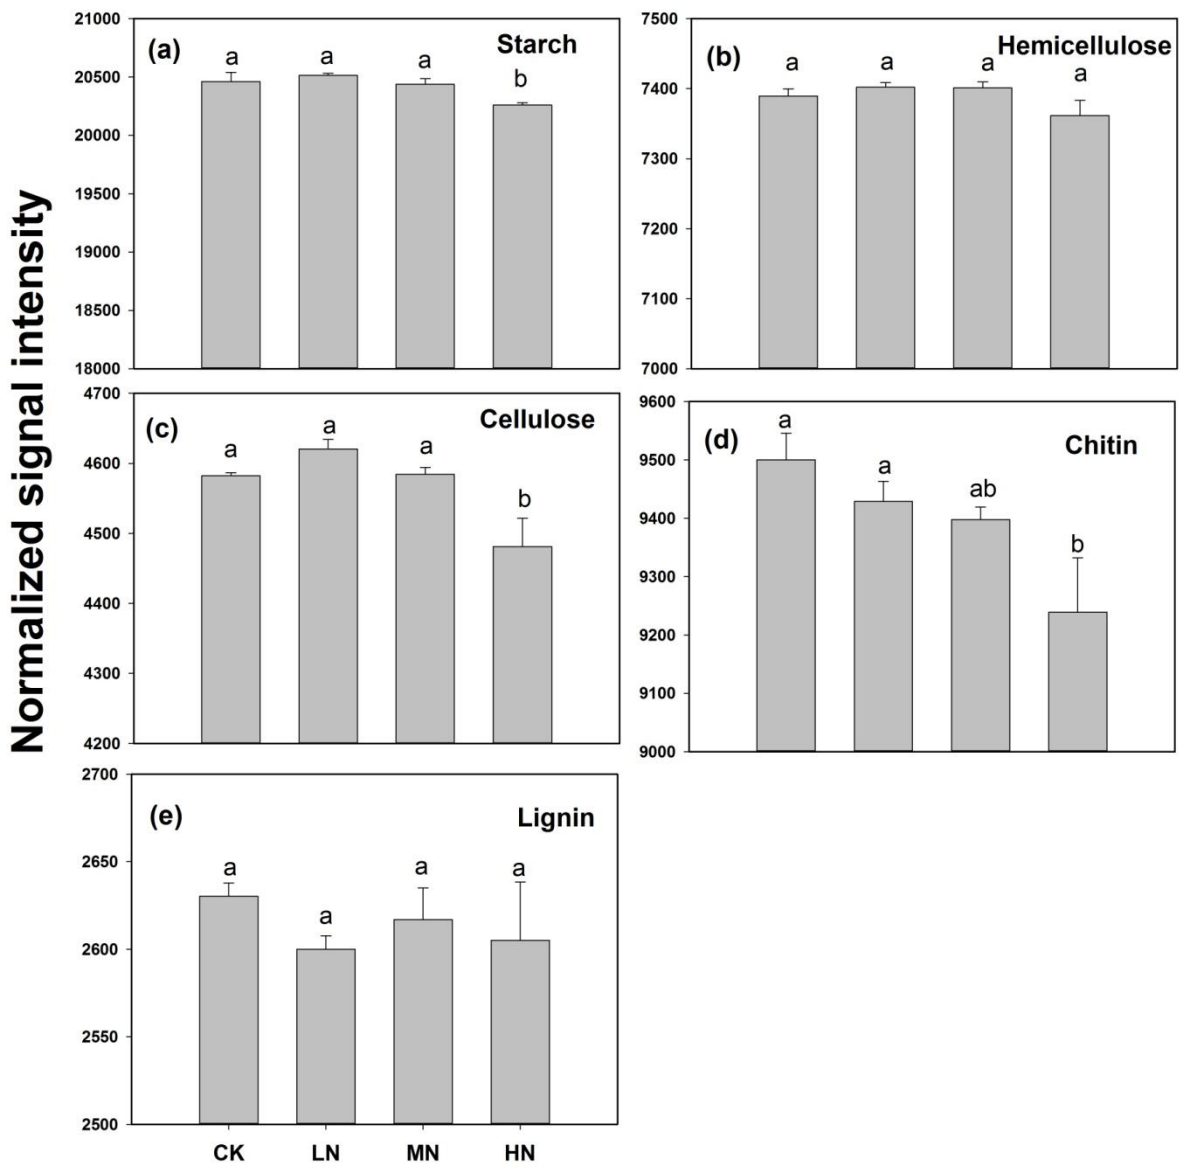 Normalized signal intensity
(a)
Starch
21000
20500
20000
19500
19000
18500
18000
a
a
a
b
(b)
Hemicellulose
7500
7400
7300
7200
7100
7000
a
a
a
a
(c)
Cellulose
4700
4600
4500
4400
4300
4200
a
a
a
b
(d)
Chitin
9600
9500
9400
9300
9200
9100
9000
a
a
ab
b
(e)
Lignin
2700
2650
2600
2550
2500
a
a
a
a
CK LN MN HN